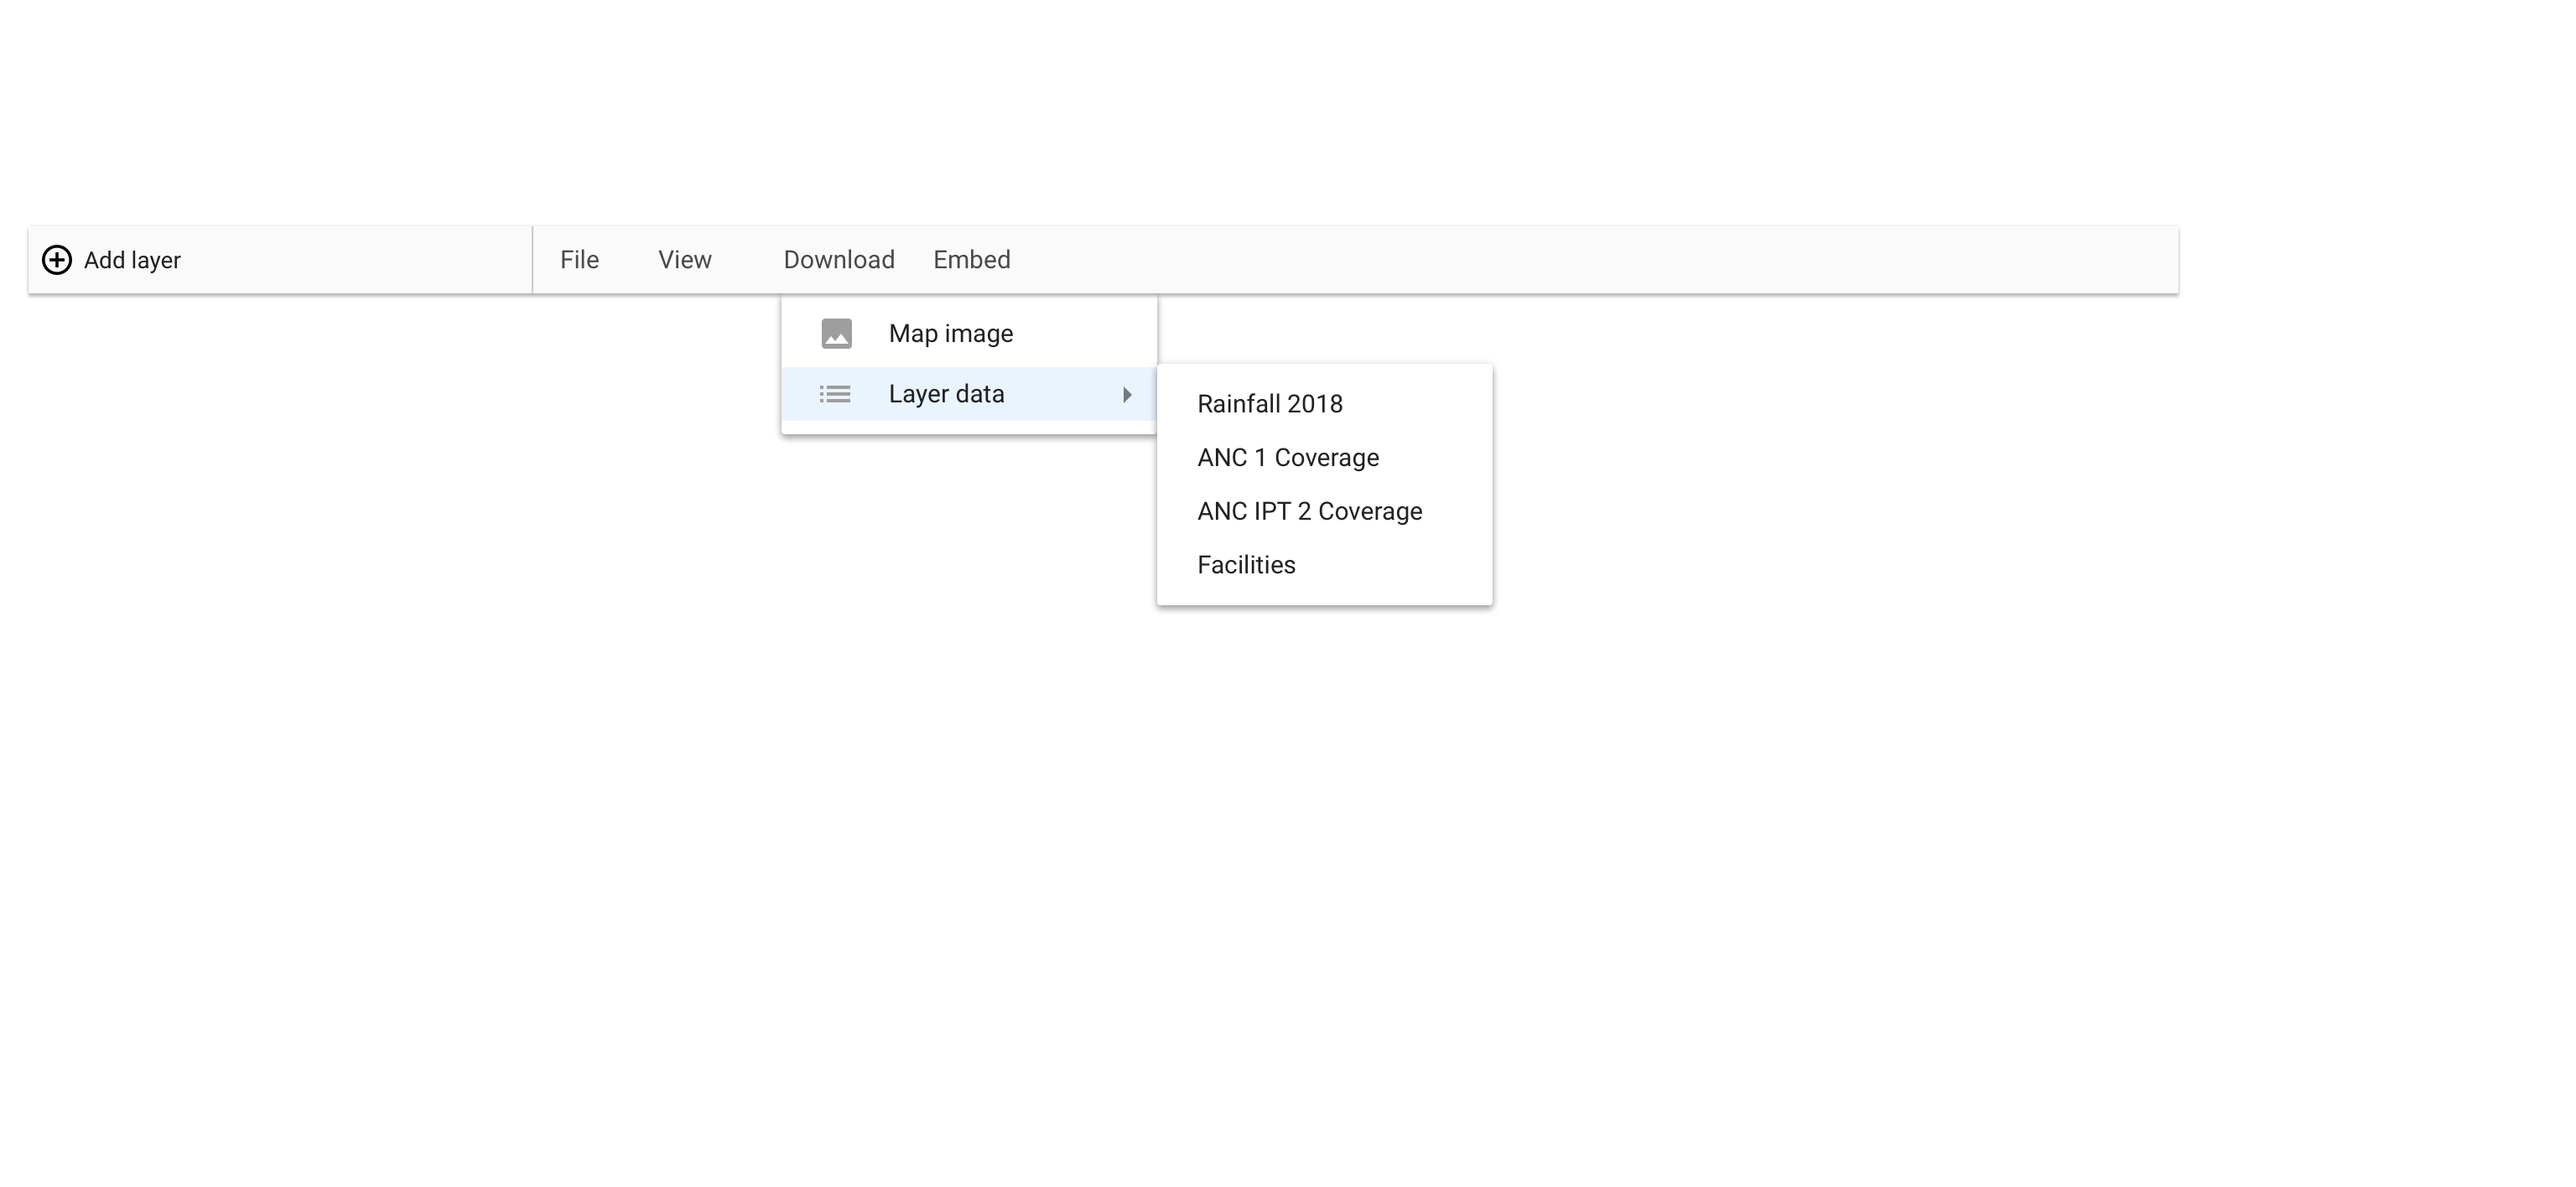 Add layer
File View Download Embed
Map image
Layer data
Rainfall 2018
ANC 1 Coverage
ANC IPT 2 Coverage
Facilities